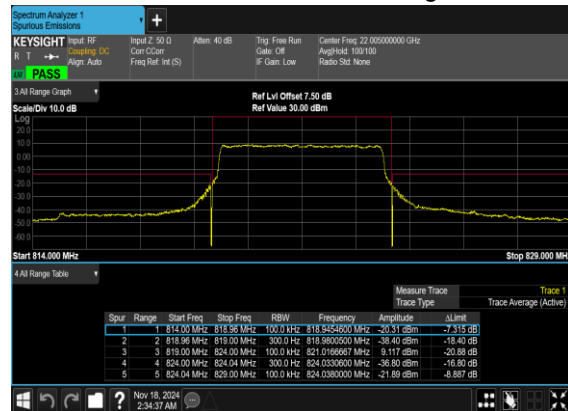 Spectrum Analyzer 1
Spurious Emissions
KEYSIGHT Input: RF Input Z: 50 Ω Atten: 40 dB Trig: Free Run Center Freq: 22.005000000 GHz
R T Coupling: DC Corr CCorr Gate: Off Avg|Hold: 100/100
Align: Auto Freq Ref: Int (S) IF Gain: Low Radio Std: None
LXI PASS
3 All Range Graph
Ref Lvl Offset 7.50 dB
Scale/Div 10.0 dB Ref Value 30.00 dBm
Log
20.0
10.0
0.00
-10.0
-20.0
-30.0
-40.0
-50.0
-60.0
Start 814.000 MHz Stop 829.000 MH
4 All Range Table
Measure Trace Trace 1
Trace Type Trace Average (Active)
Spur Range Start Freq Stop Freq RBW Frequency Amplitude ΔLimit
1 1 814.00 MHz 818.96 MHz 100.0 kHz 818.9454600 MHz -20.31 dBm -7.315 dB
2 2 818.96 MHz 819.00 MHz 300.0 Hz 818.9800500 MHz -38.40 dBm -18.40 dB
3 3 819.00 MHz 824.00 MHz 100.0 kHz 821.0166667 MHz 9.117 dBm -20.88 dB
4 4 824.00 MHz 824.04 MHz 300.0 Hz 824.0330600 MHz -36.80 dBm -16.80 dB
5 5 824.04 MHz 829.00 MHz 100.0 kHz 824.0380000 MHz -21.89 dBm -8.887 dB
? Nov 18, 2024
2:34:37 AM